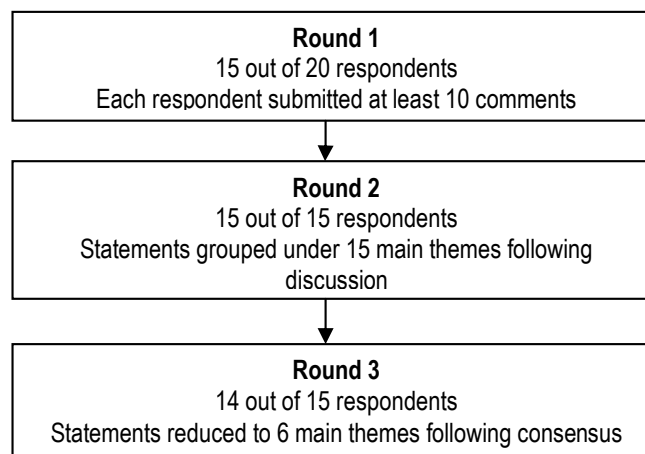 Round 1
15 out of 20 respondents
Each respondent submitted at least 10 comments
Round 2
15 out of 15 respondents
Statements grouped under 15 main themes following
discussion
Round 3
14 out of 15 respondents
Statements reduced to 6 main themes following consensus